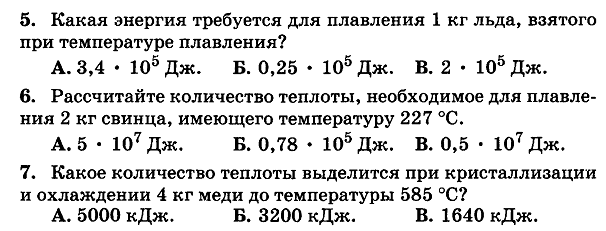 5. Какая энергия требуется для плавления 1 кг льда, взятого
при температуре плавления?
А. 3,4 · 10⁵ Дж. Б. 0,25 · 10⁵ Дж. В. 2 · 10⁵ Дж.
6. Рассчитайте количество теплоты, необходимое для плавле-
ния 2 кг свинца, имеющего температуру 227 °С.
А. 5 · 10⁷ Дж. Б. 0,78 · 10⁵ Дж. В. 0,5 · 10⁷ Дж.
7. Какое количество теплоты выделится при кристаллизации
и охлаждении 4 кг меди до температуры 585 °С?
А. 5000 кДж. Б. 3200 кДж. В. 1640 кДж.